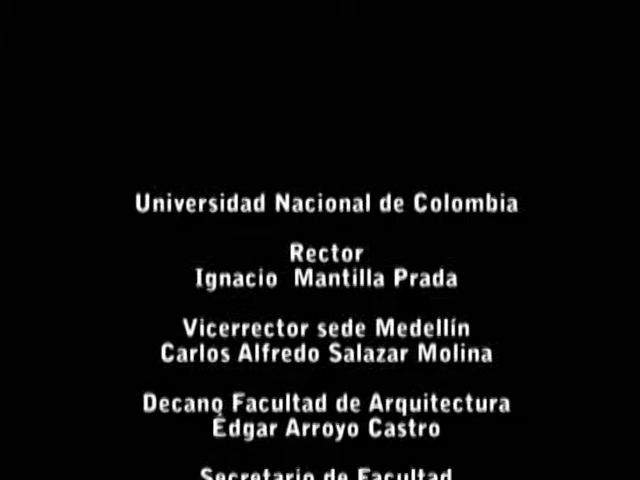 Universidad Nacional de Colombia
Rector
Ignacio Mantilla Prada
Vicerrector sede Medellín
Carlos Alfredo Salazar Molina
Decano Facultad de Arquitectura
Édgar Arroyo Castro
Secretario de Facultad